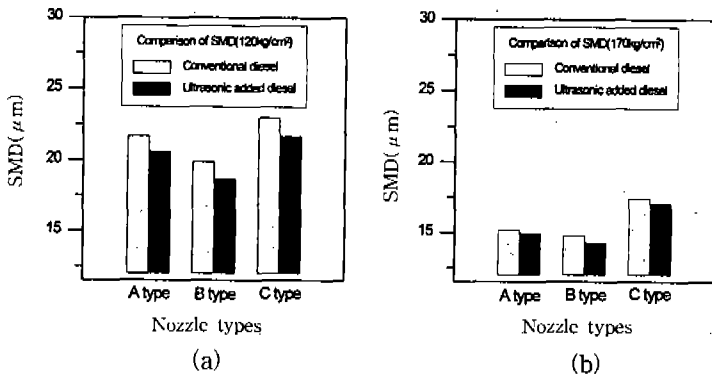 30
25
20
15
SMD(μm)
Comparison of SMD(120kg/cm²)
Conventional diesel
Ultrasonic added diesel
A type B type C type
Nozzle types
(a)
30
25
20
15
SMD(μm)
Comparison of SMD(170kg/cm²)
Conventional diesel
Ultrasonic added diesel
A type B type C type
Nozzle types
(b)